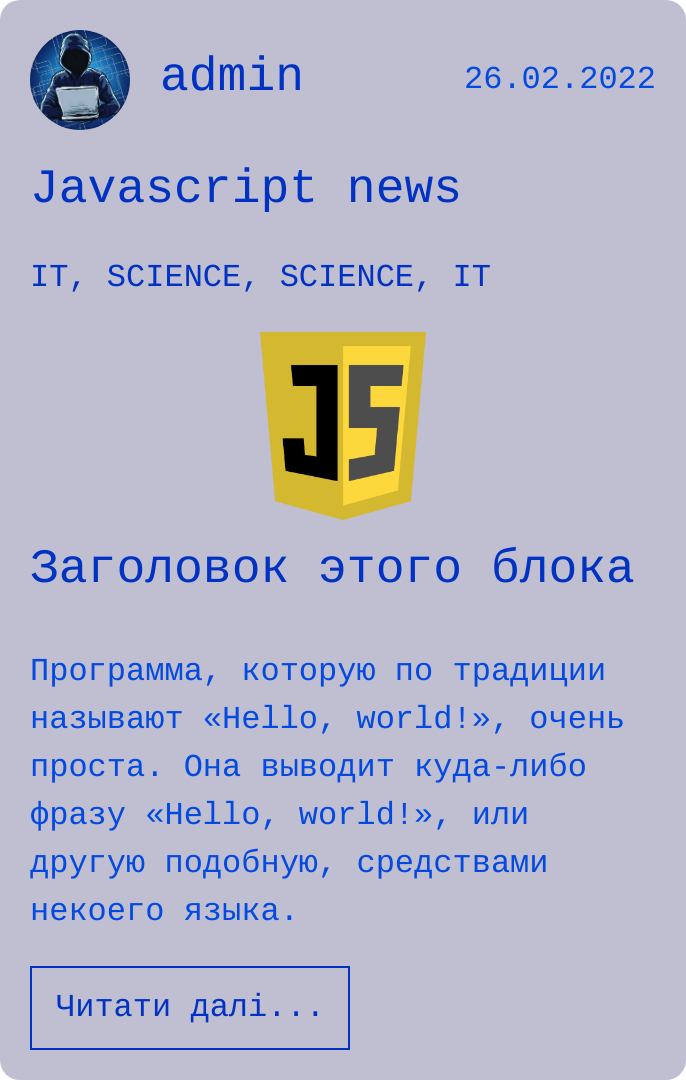 admin 26.02.2022
Javascript news
IT, SCIENCE, SCIENCE, IT
JS
Заголовок этого блока
Программа, которую по традиции
называют «Hello, world!», очень
проста. Она выводит куда-либо
фразу «Hello, world!», или
другую подобную, средствами
некоего языка.
Читати далі...